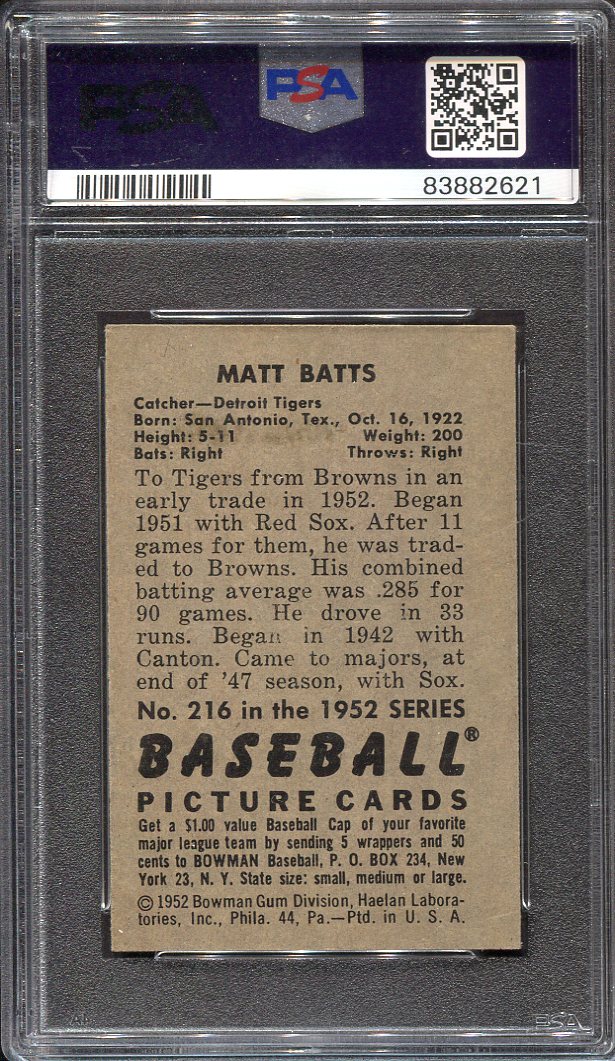 PSA
PSA
83882621
MATT BATTS
Catcher—Detroit Tigers
Born: San Antonio, Tex., Oct. 16, 1922
Height: 5-11 Weight: 200
Bats: Right Throws: Right
To Tigers from Browns in an
early trade in 1952. Began
1951 with Red Sox. After 11
games for them, he was trad-
ed to Browns. His combined
batting average was .285 for
90 games. He drove in 33
runs. Began in 1942 with
Canton. Came to majors, at
end of '47 season, with Sox.
No. 216 in the 1952 SERIES
BASEBALL®
PICTURE CARDS
Get a $1.00 value Baseball Cap of your favorite
major league team by sending 5 wrappers and 50
cents to BOWMAN Baseball, P. O. BOX 234, New
York 23, N. Y. State size: small, medium or large.
© 1952 Bowman Gum Division, Haelan Labora-
tories, Inc., Phila. 44, Pa.—Ptd. in U. S. A.
PSA